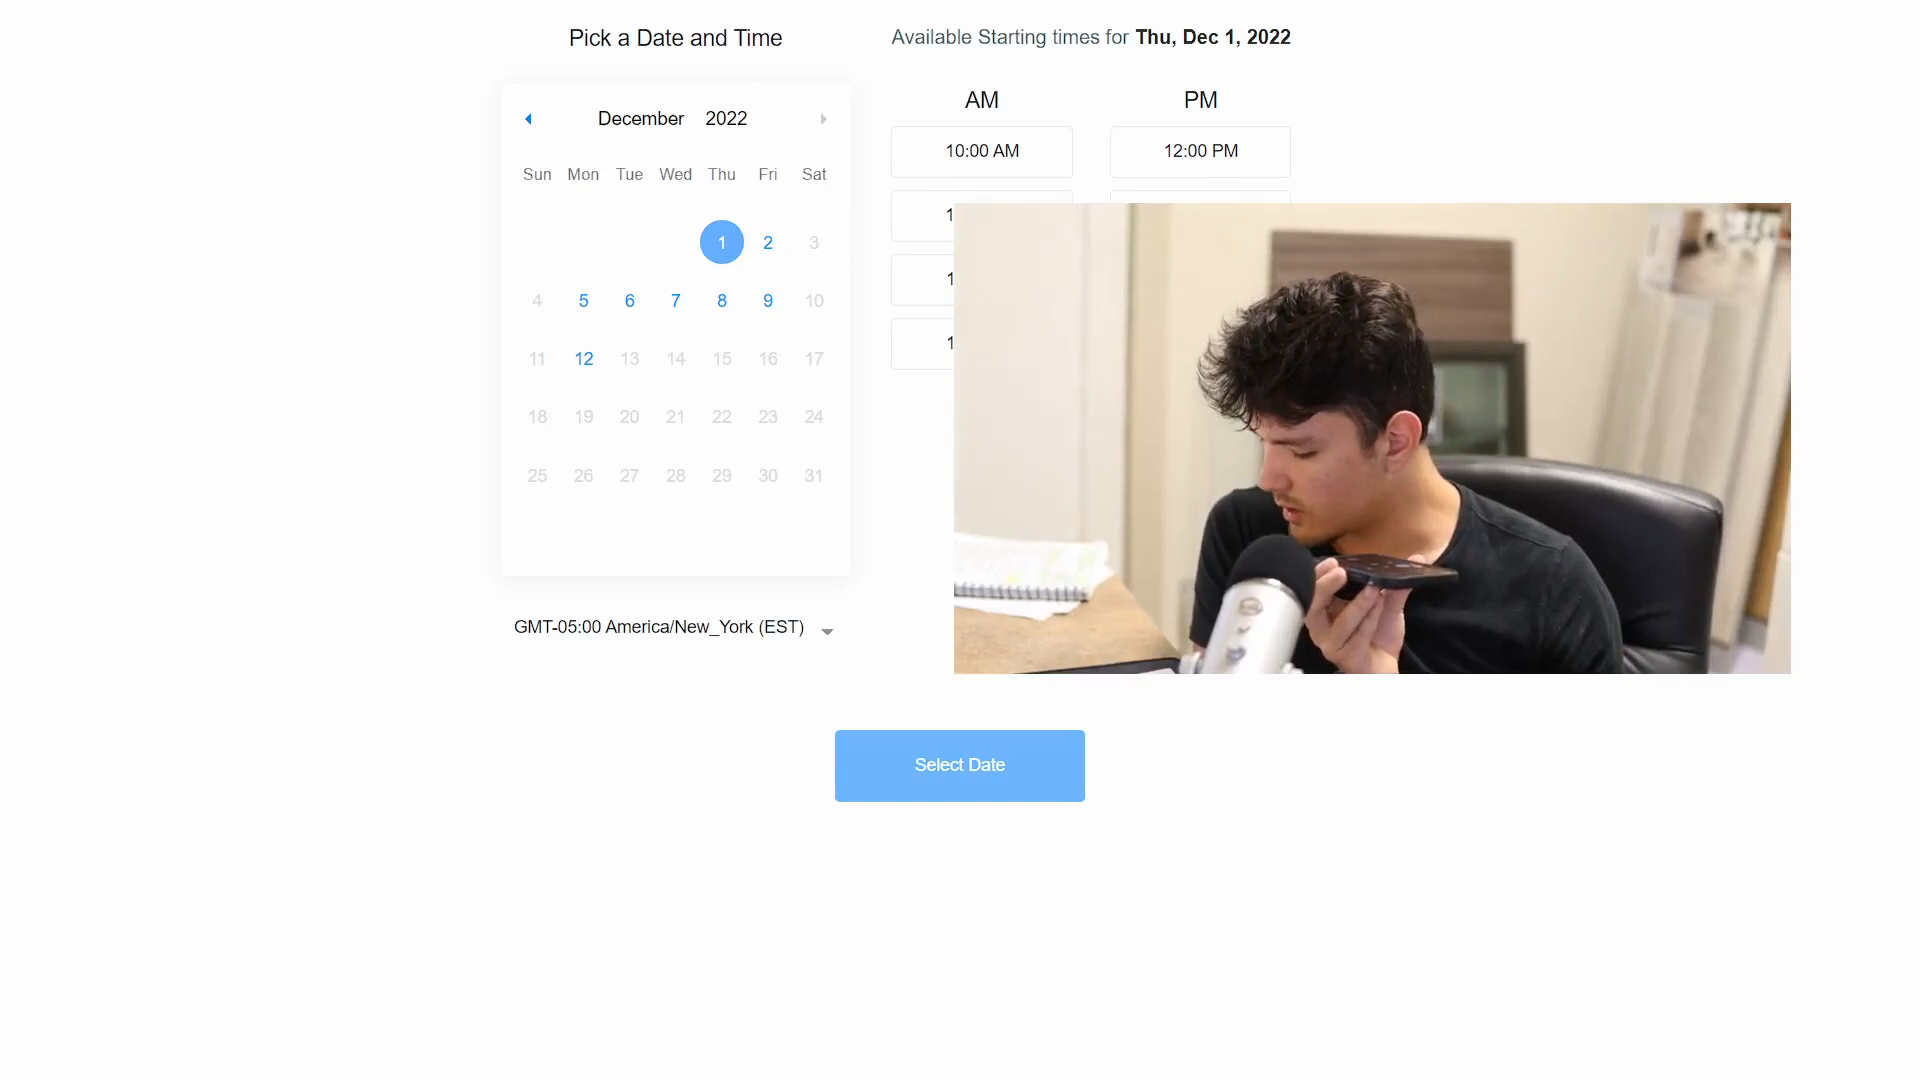 Pick a Date and Time
December 2022
Sun Mon Tue Wed Thu Fri Sat
1 2 3
4 5 6 7 8 9 10
11 12 13 14 15 16 17
18 19 20 21 22 23 24
25 26 27 28 29 30 31
GMT-05:00 America/New_York (EST)
Available Starting times for Thu, Dec 1, 2022
AM PM
10:00 AM 12:00 PM
1
1
1
Select Date